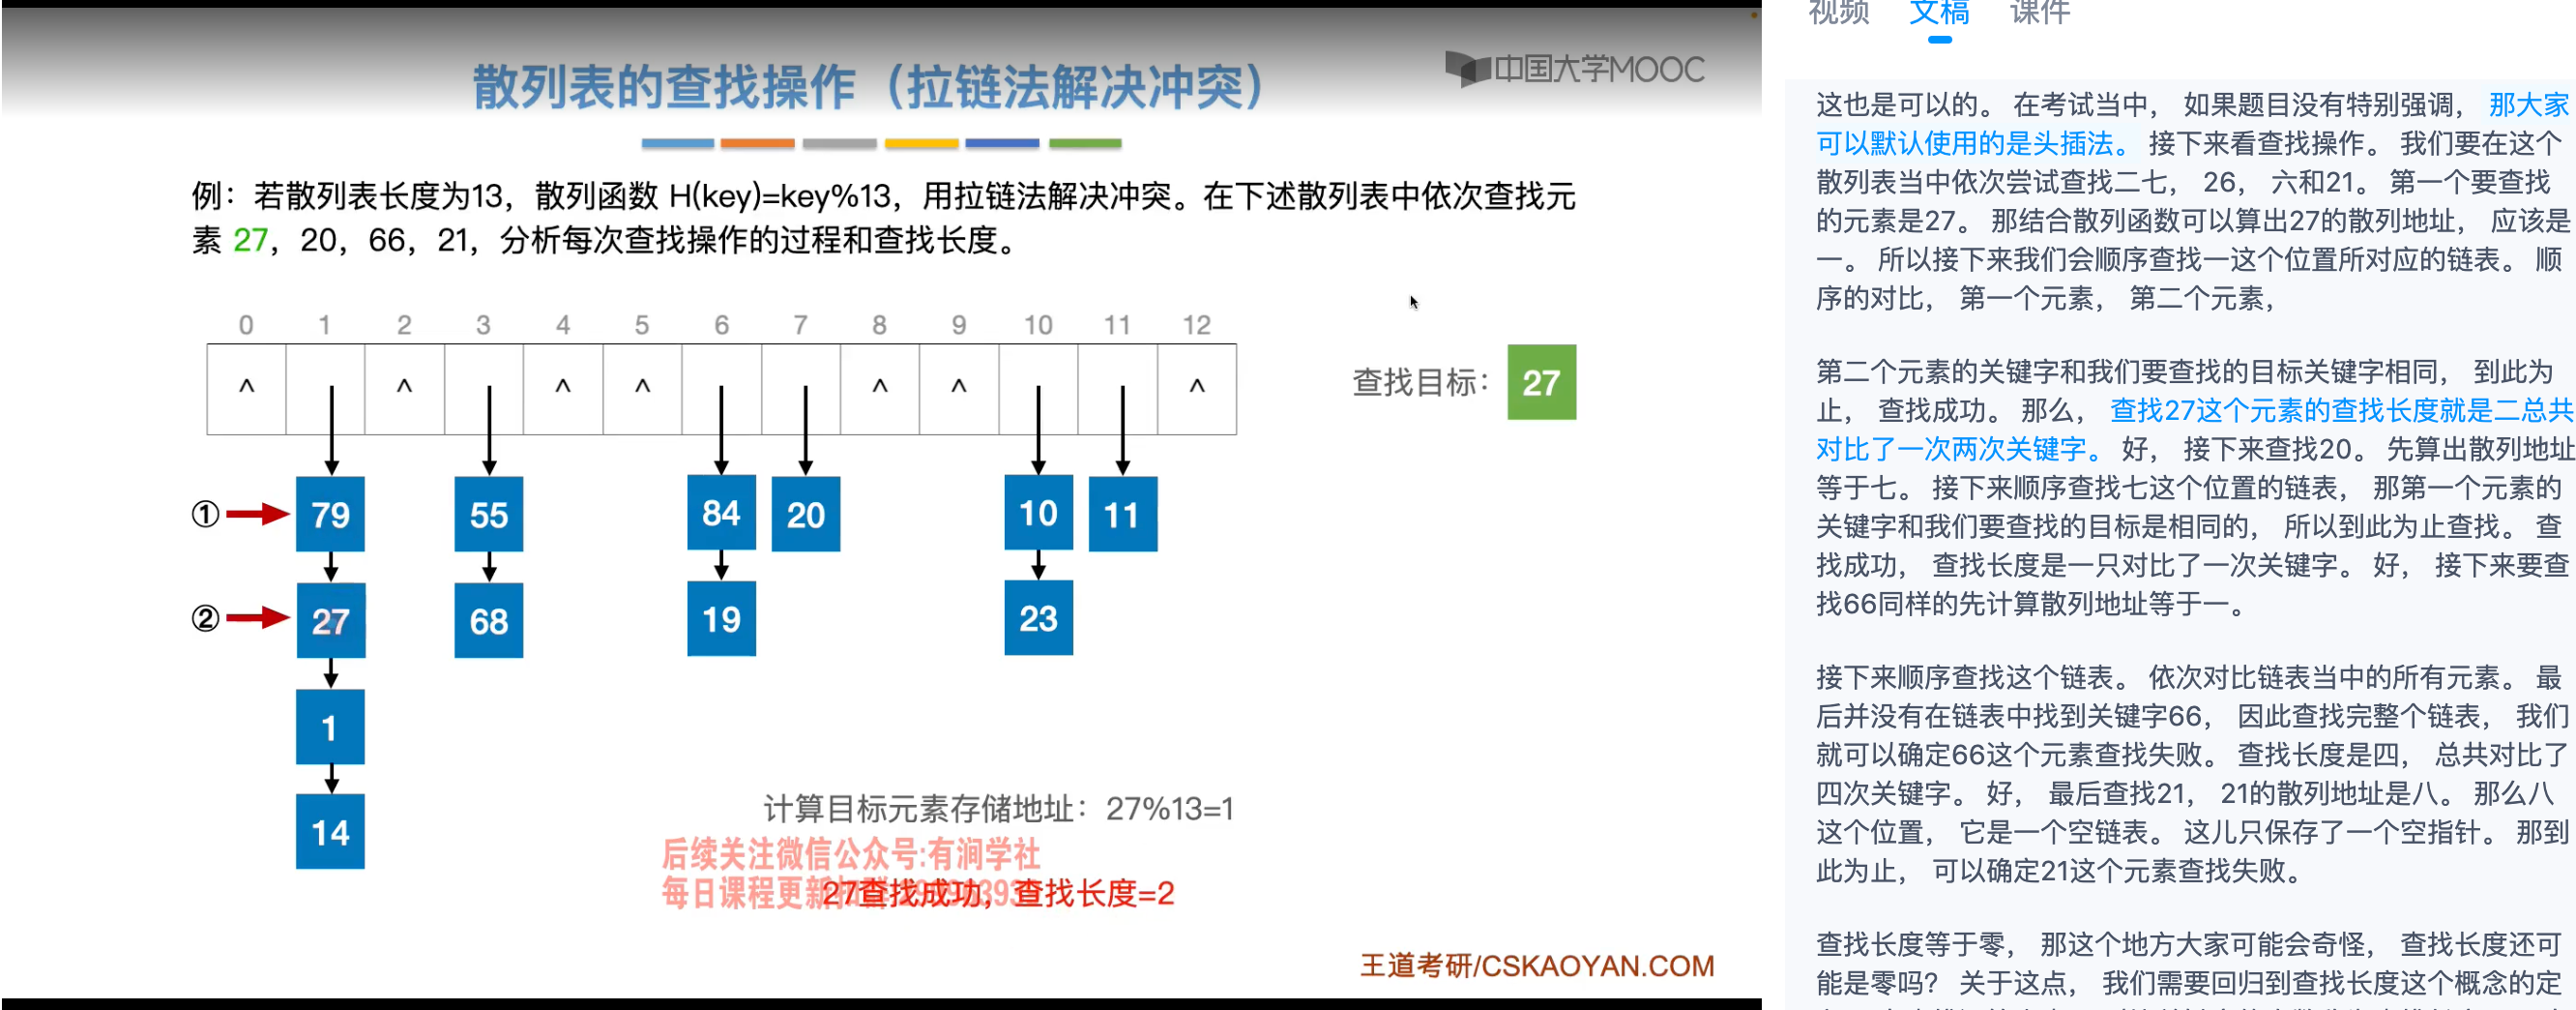 散列表的查找操作（拉链法解决冲突）
中国大学MOOC
例：若散列表长度为13，散列函数 H(key)=key%13，用拉链法解决冲突。在下述散列表中依次查找元
素 27，20，66，21，分析每次查找操作的过程和查找长度。
0 1 2 3 4 5 6 7 8 9 10 11 12
^ ^ ^ ^ ^ ^ ^
查找目标： 27
① 79 55 84 20 10 11
② 27 68 19 23
1
14
计算目标元素存储地址：27%13=1
后续关注微信公众号:有涧学社
每日课程更新
27查找成功，查找长度=2
王道考研/CSKAOYAN.COM
视频 文稿 课件
这也是可以的。 在考试当中， 如果题目没有特别强调， 那大家
可以默认使用的是头插法。 接下来看查找操作。 我们要在这个
散列表当中依次尝试查找二七， 26， 六和21。 第一个要查找
的元素是27。 那结合散列函数可以算出27的散列地址， 应该是
一。 所以接下来我们会顺序查找一这个位置所对应的链表。 顺
序的对比， 第一个元素， 第二个元素，
第二个元素的关键字和我们要查找的目标关键字相同， 到此为
止， 查找成功。 那么， 查找27这个元素的查找长度就是二总共
对比了一次两次关键字。 好， 接下来查找20。 先算出散列地址
等于七。 接下来顺序查找七这个位置的链表， 那第一个元素的
关键字和我们要查找的目标是相同的， 所以到此为止查找。 查
找成功， 查找长度是一只对比了一次关键字。 好， 接下来要查
找66同样的先计算散列地址等于一。
接下来顺序查找这个链表。 依次对比链表当中的所有元素。 最
后并没有在链表中找到关键字66， 因此查找完整个链表， 我们
就可以确定66这个元素查找失败。 查找长度是四， 总共对比了
四次关键字。 好， 最后查找21， 21的散列地址是八。 那么八
这个位置， 它是一个空链表。 这儿只保存了一个空指针。 那到
此为止， 可以确定21这个元素查找失败。
查找长度等于零， 那这个地方大家可能会奇怪， 查找长度还可
能是零吗？ 关于这点， 我们需要回归到查找长度这个概念的定